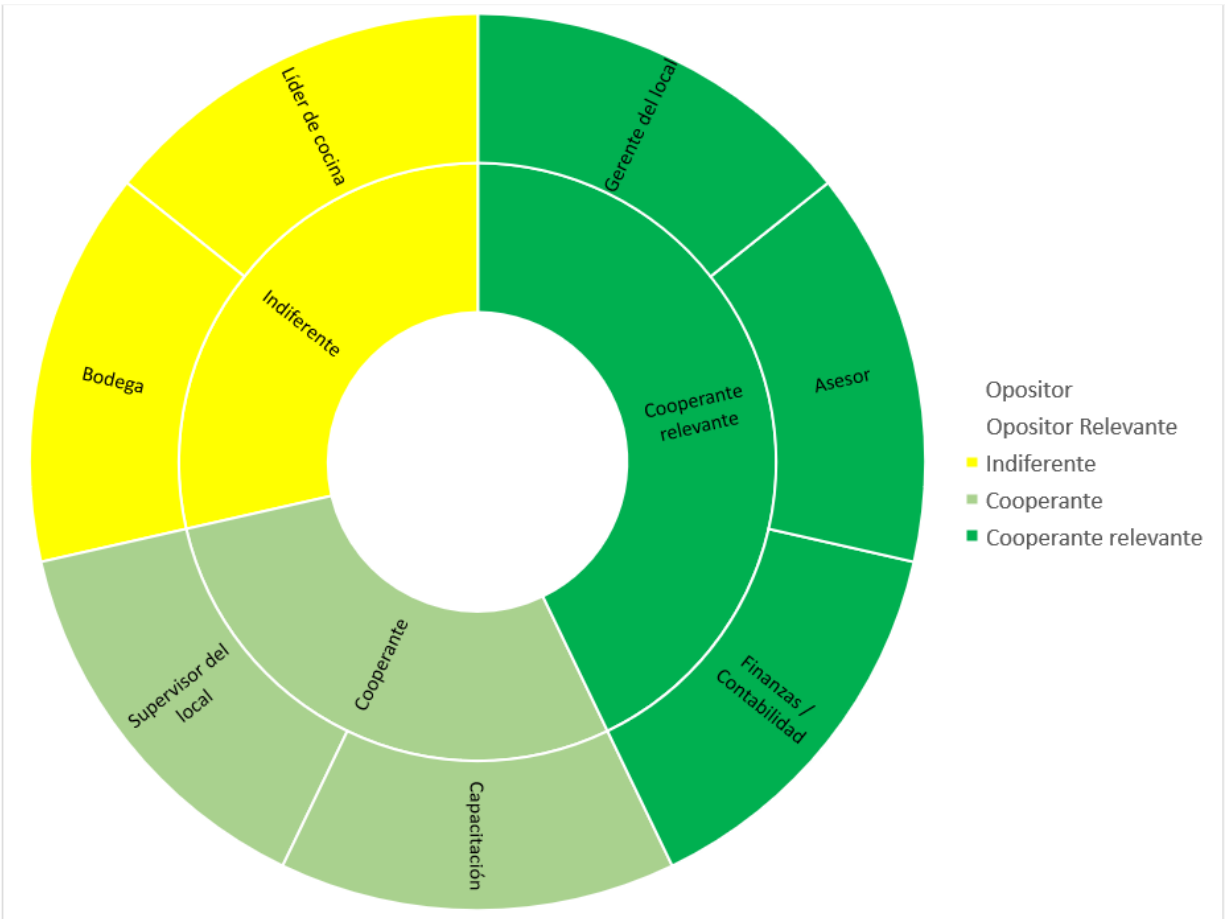 Líder de cocina
Gerente del local
Bodega
Indiferente
Cooperante
relevante
Asesor
Supervisor del
local
Cooperante
Capacitación
Finanzas /
Contabilidad
Opositor
Opositor Relevante
Indiferente
Cooperante
Cooperante relevante